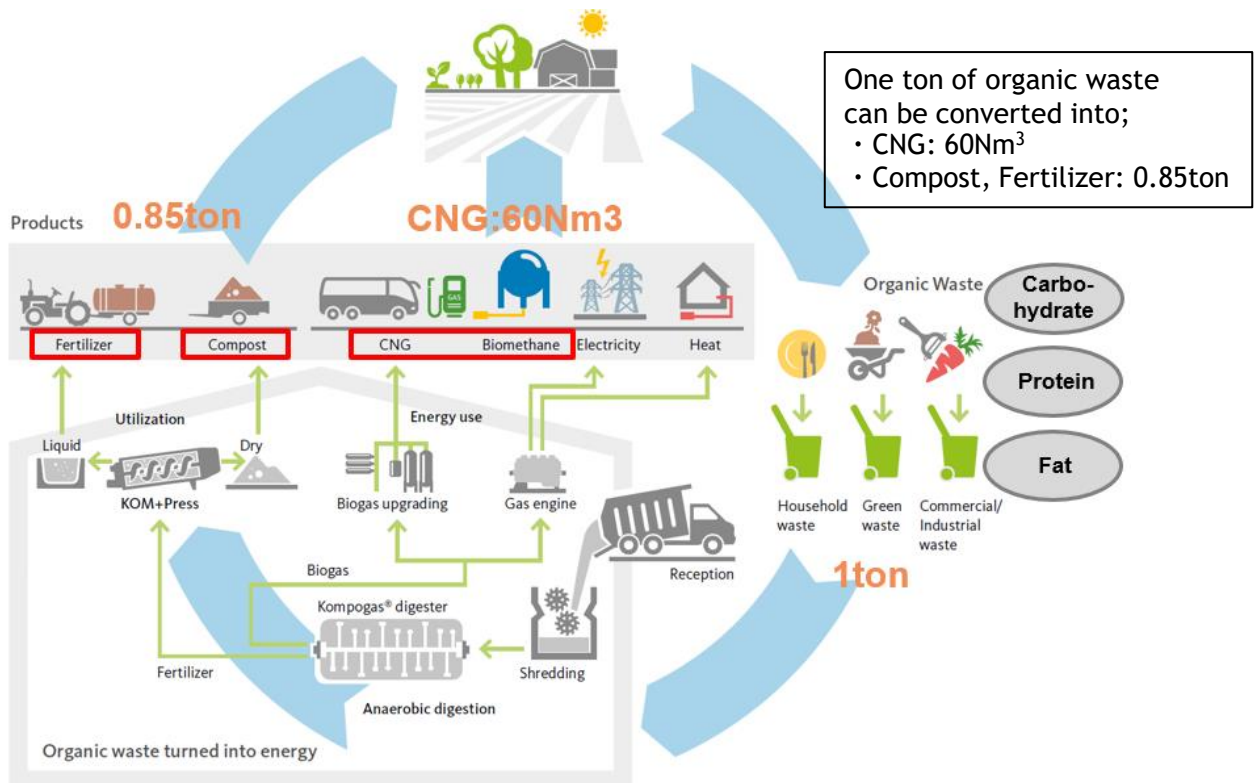 One ton of organic waste
can be converted into;
・CNG: 60Nm³
・Compost, Fertilizer: 0.85ton
Products
0.85ton
CNG:60Nm3
Fertilizer
Compost
CNG
Biomethane
Electricity
Heat
Organic Waste
Carbo-
hydrate
Protein
Fat
Household
waste
Green
waste
Commercial/
Industrial
waste
1ton
Utilization
Energy use
Liquid
Dry
KOM+Press
Biogas upgrading
Gas engine
GAS
Reception
Biogas
Kompogas® digester
Fertilizer
Shredding
Anaerobic digestion
Organic waste turned into energy